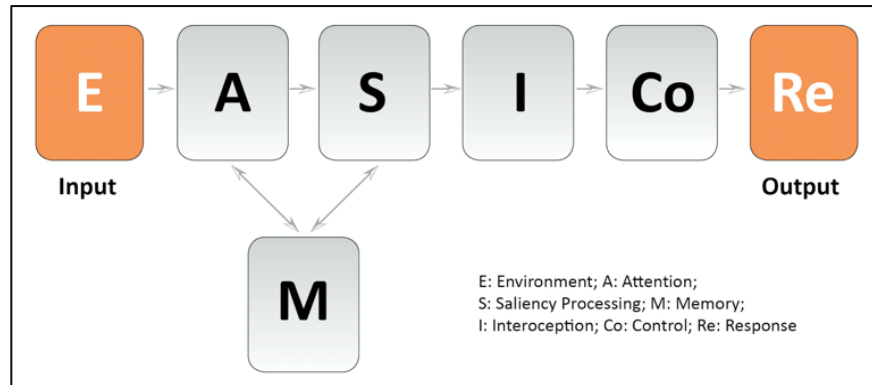 E A S I Co Re
Input Output
M
E: Environment; A: Attention;
S: Saliency Processing; M: Memory;
I: Interoception; Co: Control; Re: Response